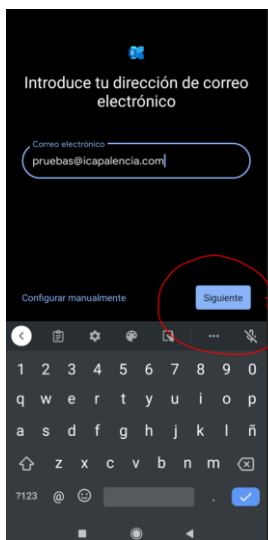 Introduce tu dirección de correo
electrónico
Correo electrónico
pruebas@icapalencia.com
Configurar manualmente
Siguiente
1 2 3 4 5 6 7 8 9 0
q w e r t y u i o p
a s d f g h j k l ñ
z x c v b n m
?123 @ .